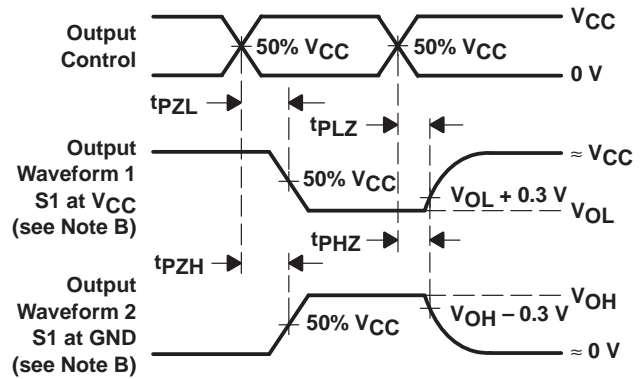 Output
Control
50% VCC
50% VCC
VCC
0 V
tPZL
tPLZ
Output
Waveform 1
S1 at VCC
(see Note B)
50% VCC
≈ VCC
VOL + 0.3 V
VOL
tPZH
tPHZ
Output
Waveform 2
S1 at GND
(see Note B)
50% VCC
VOH
VOH – 0.3 V
≈ 0 V